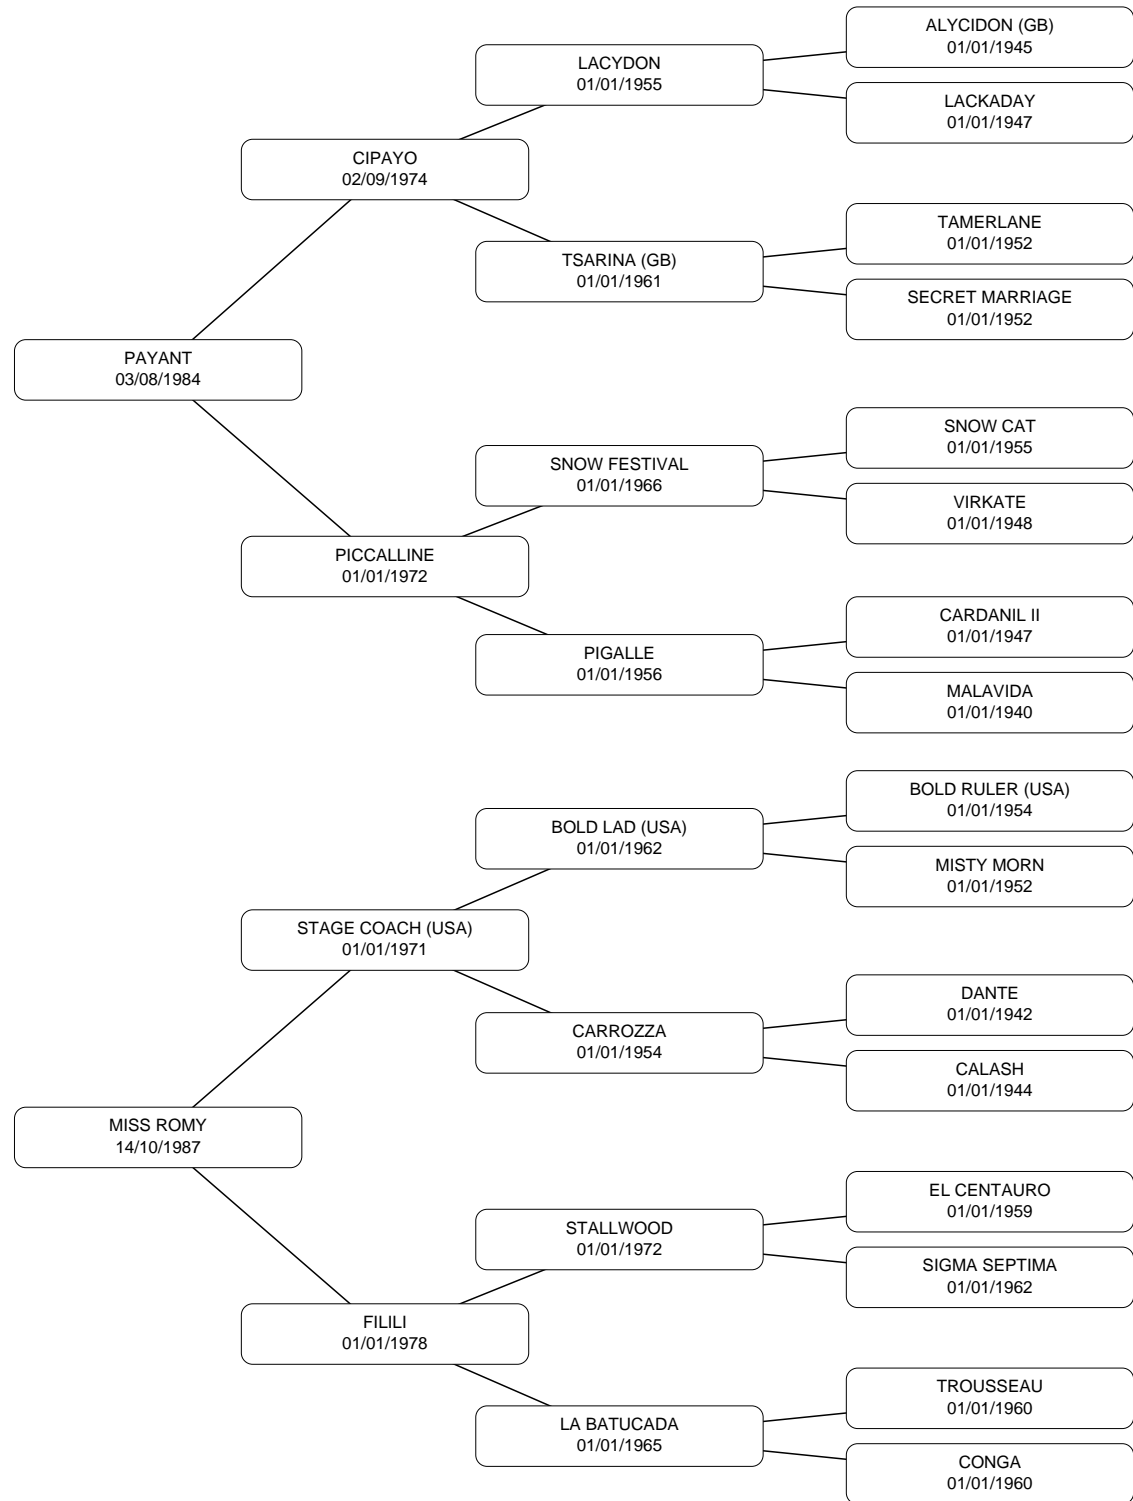 ALYCIDON (GB)
01/01/1945
LACYDON
01/01/1955
LACKADAY
01/01/1947
CIPAYO
02/09/1974
TAMERLANE
01/01/1952
TSARINA (GB)
01/01/1961
SECRET MARRIAGE
01/01/1952
PAYANT
03/08/1984
SNOW CAT
01/01/1955
SNOW FESTIVAL
01/01/1966
VIRKATE
01/01/1948
PICCALLINE
01/01/1972
CARDANIL II
01/01/1947
PIGALLE
01/01/1956
MALAVIDA
01/01/1940
BOLD RULER (USA)
01/01/1954
BOLD LAD (USA)
01/01/1962
MISTY MORN
01/01/1952
STAGE COACH (USA)
01/01/1971
DANTE
01/01/1942
CARROZZA
01/01/1954
CALASH
01/01/1944
MISS ROMY
14/10/1987
EL CENTAURO
01/01/1959
STALLWOOD
01/01/1972
SIGMA SEPTIMA
01/01/1962
FILILI
01/01/1978
TROUSSEAU
01/01/1960
LA BATUCADA
01/01/1965
CONGA
01/01/1960